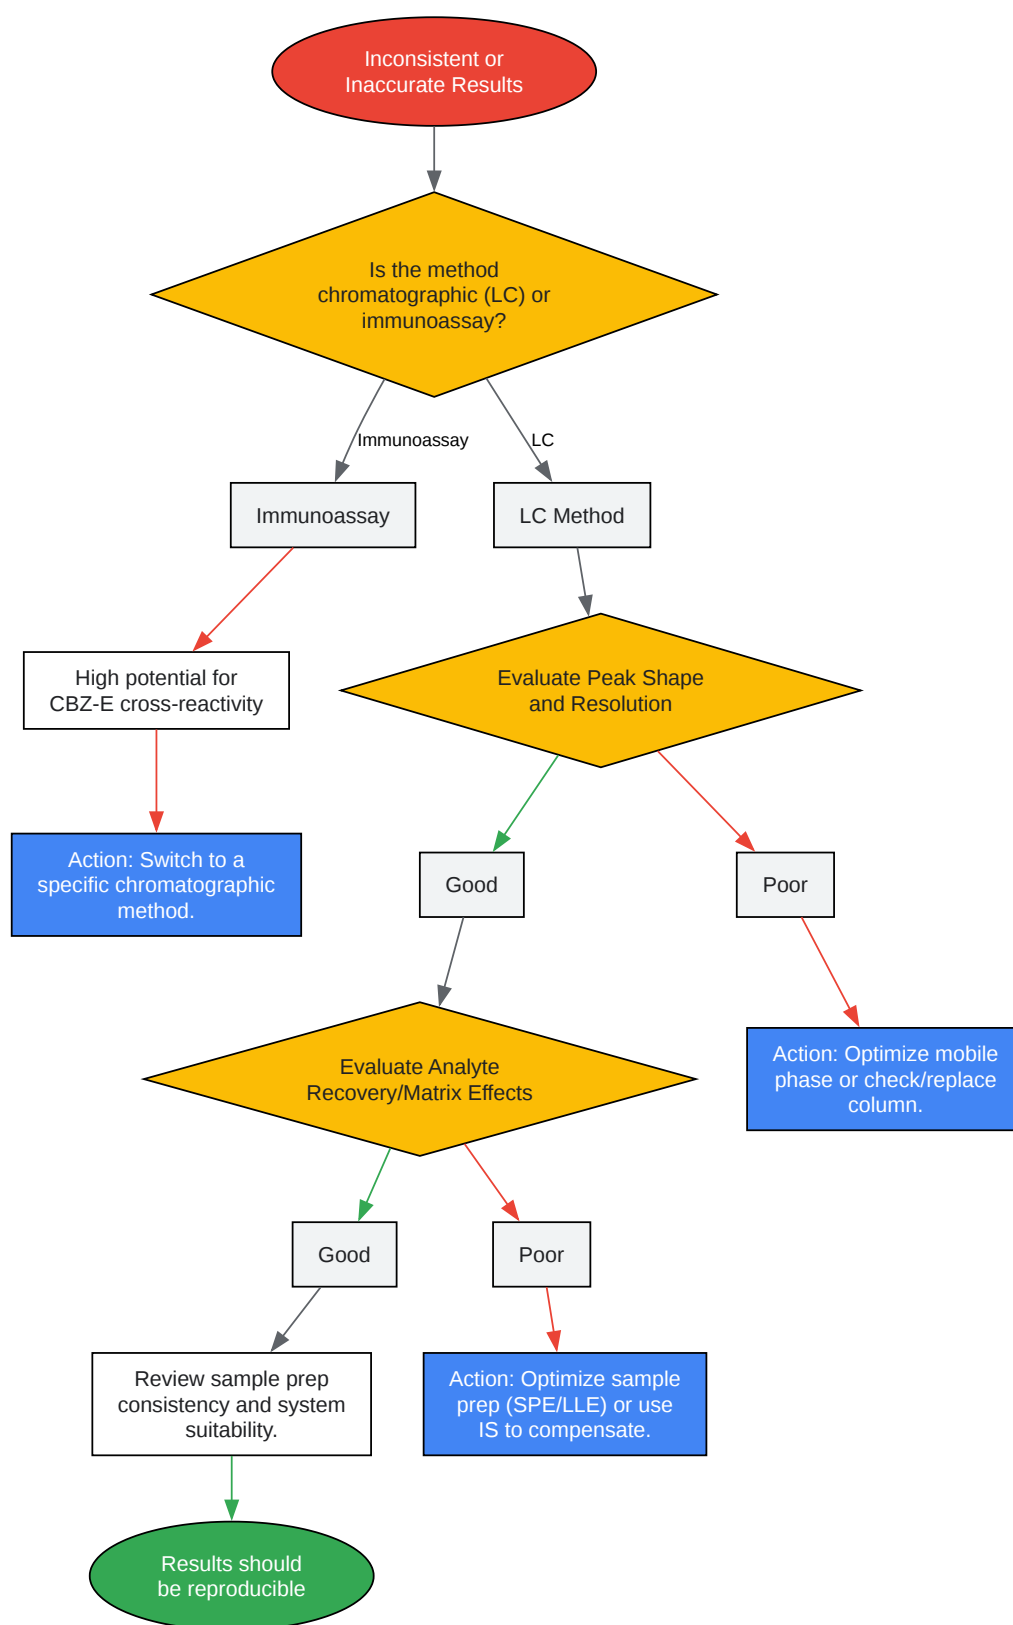 Inconsistent or
Inaccurate Results
Is the method
chromatographic (LC) or
immunoassay?
Immunoassay
LC
Immunoassay
LC Method
High potential for
CBZ-E cross-reactivity
Evaluate Peak Shape
and Resolution
Action: Switch to a
specific chromatographic
method.
Good
Poor
Evaluate Analyte
Recovery/Matrix Effects
Action: Optimize mobile
phase or check/replace
column.
Good
Poor
Review sample prep
consistency and system
suitability.
Action: Optimize sample
prep (SPE/LLE) or use
IS to compensate.
Results should
be reproducible